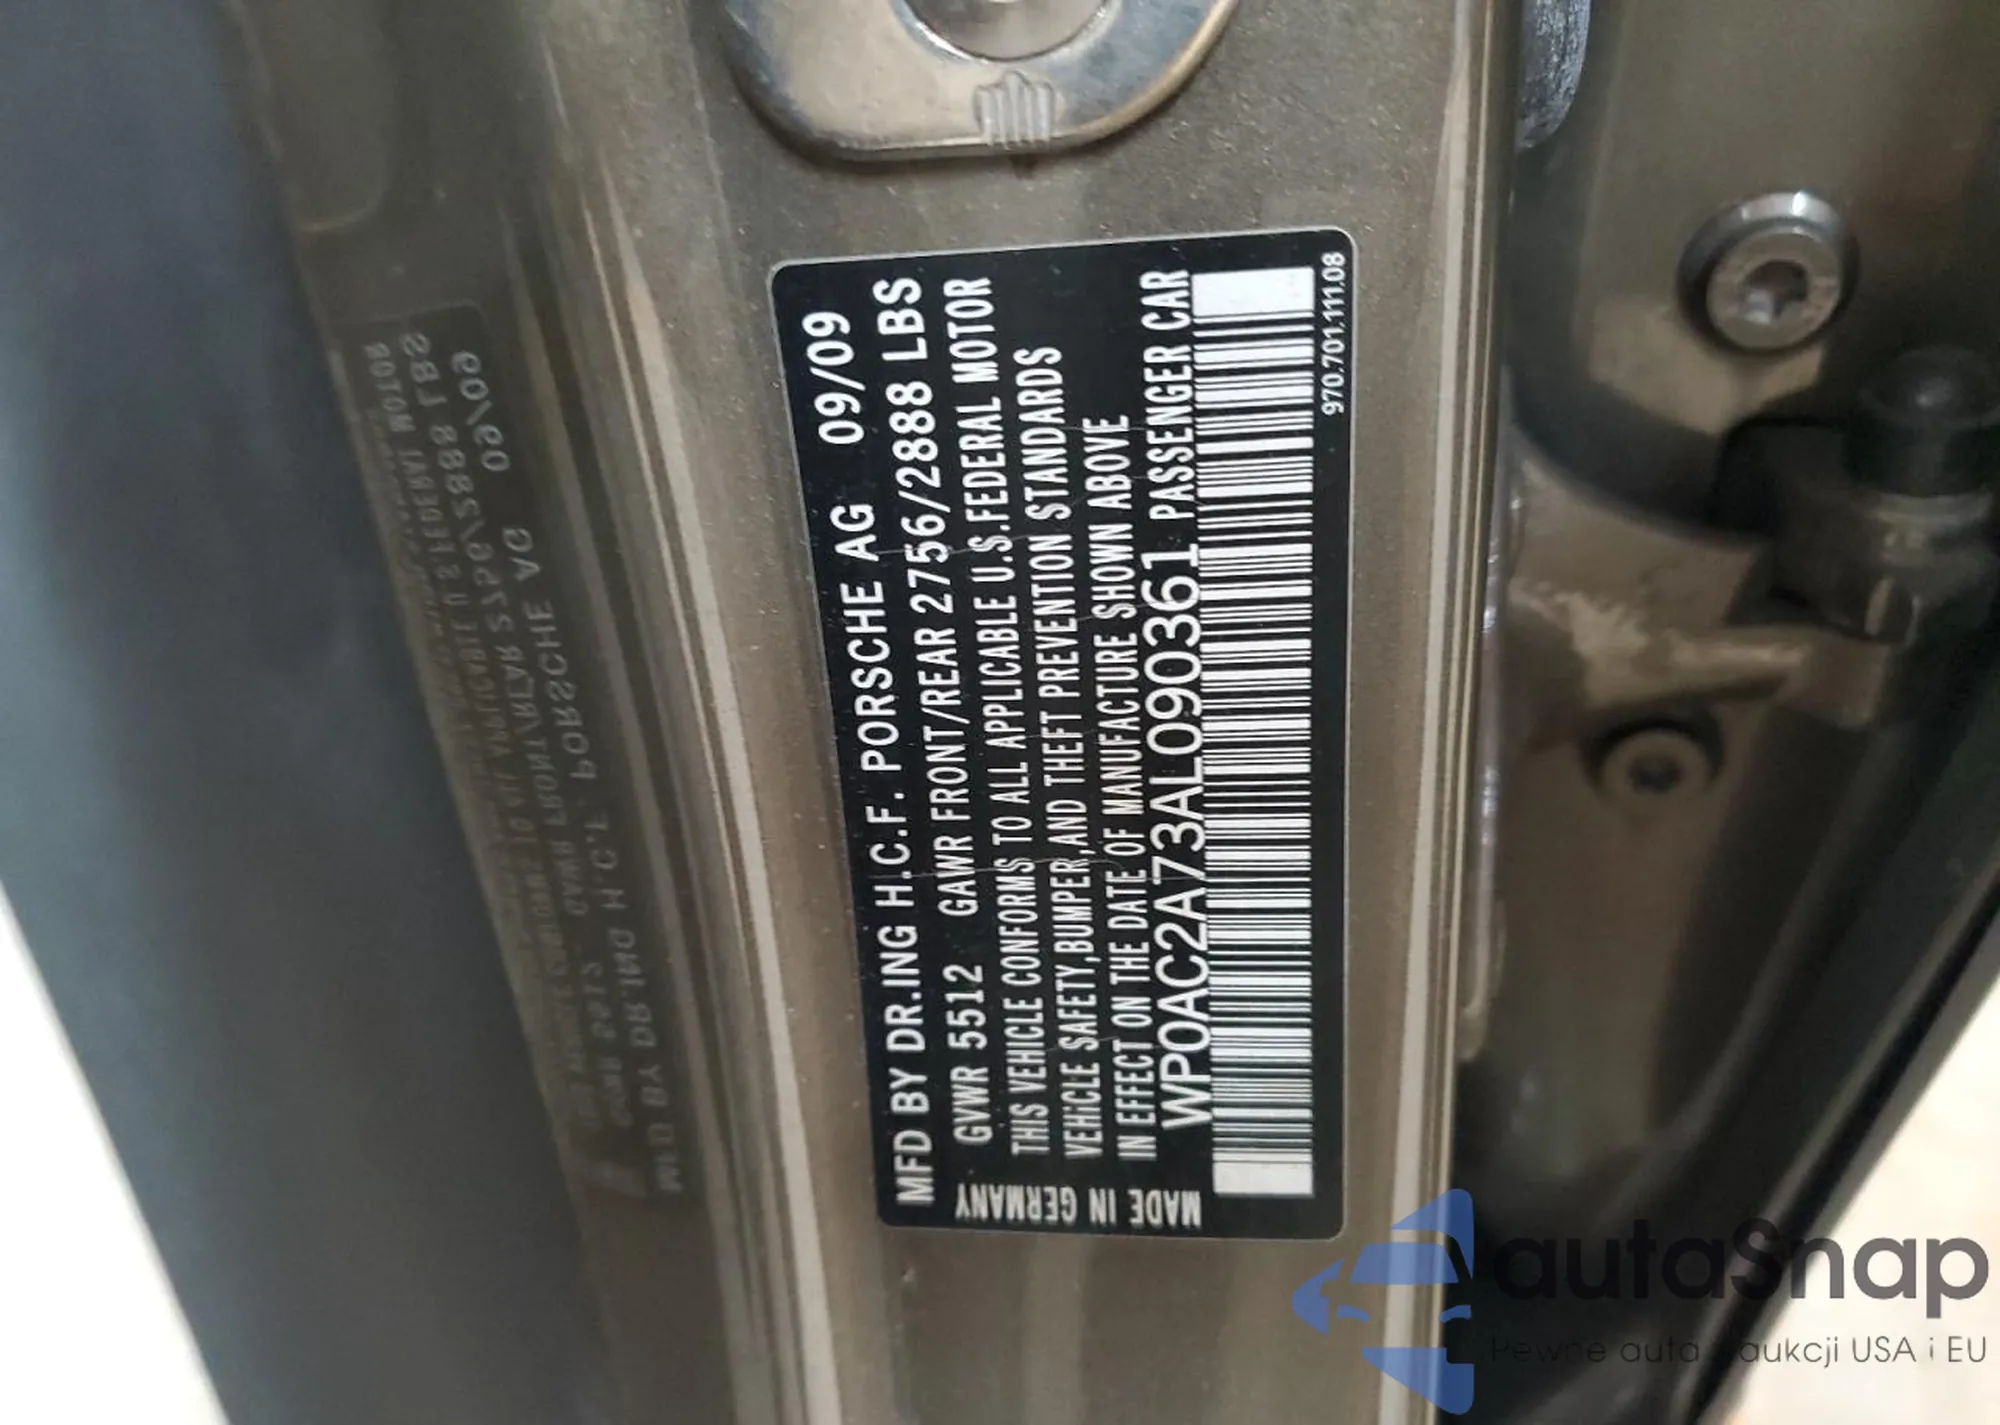 MFD BY DR.ING H.C.F. PORSCHE AG 09/09
GVWR 5512 GAWR FRONT/REAR 2756/2888 LBS
THIS VEHICLE CONFORMS TO ALL APPLICABLE U.S.FEDERAL MOTOR
VEHiCLE SAFETY,BUMPER,AND THEFT PREVENTION STANDARDS
IN EFFECT ON THE DATE OF MANUFACTURE SHOWN ABOVE
WP0AC2A73AL090361 PASSENGER CAR
MADE IN GERMANY
970.701.111.08
autaSnap
Pewne auta aukcji USA i EU